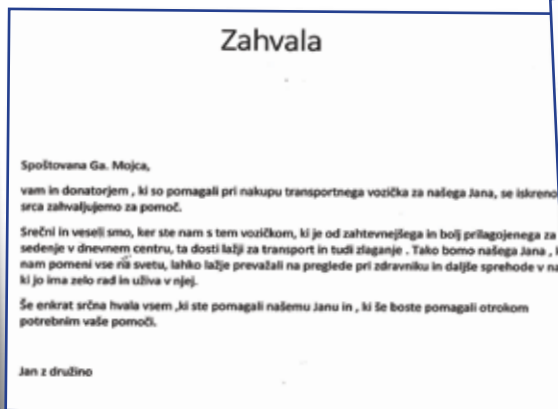 Zahvala
Spoštovana Ga. Mojca,
vam in donatorjem , ki so pomagali pri nakupu transportnega vozička za našega Jana, se iskreno
srca zahvaljujemo za pomoč.
Srečni in veseli smo, ker ste nam s tem vozičkom, ki je od zahtevnejšega in bolj prilagojenega za
sedenje v dnevnem centru, ta dosti lažji za transport in tudi zlaganje . Tako bomo našega Jana ,
nam pomeni vse na svetu, lahko lažje prevažali na preglede pri zdravniku in daljše sprehode v
ki jo ima zelo rad in uživa v njej.
Še enkrat srčna hvala vsem ,ki ste pomagali našemu Janu in , ki še boste pomagali otrokom
potrebnim vaše pomoči.
Jan z družino